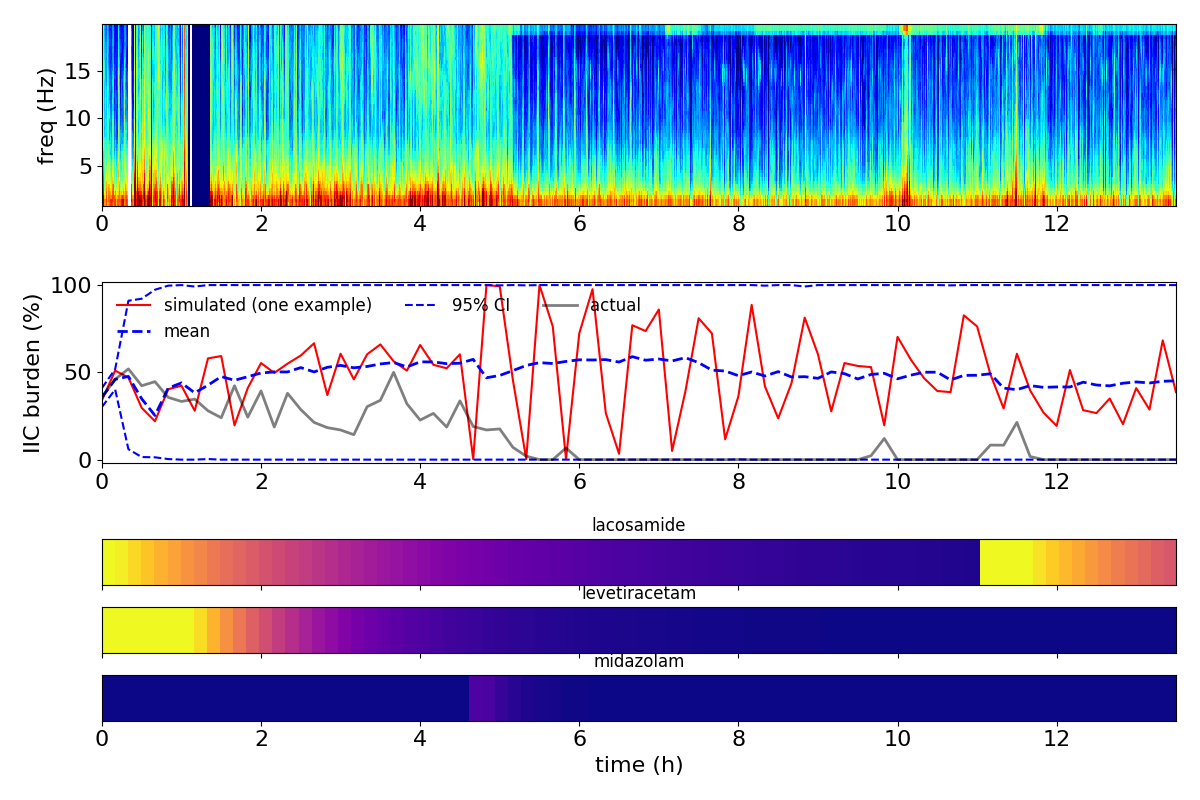 freq (Hz)
15
10
5
0 2 4 6 8 10 12
IIC burden (%)
100
50
0
simulated (one example) 95% CI actual
mean
0 2 4 6 8 10 12
lacosamide
levetiracetam
midazolam
0 2 4 6 8 10 12
time (h)